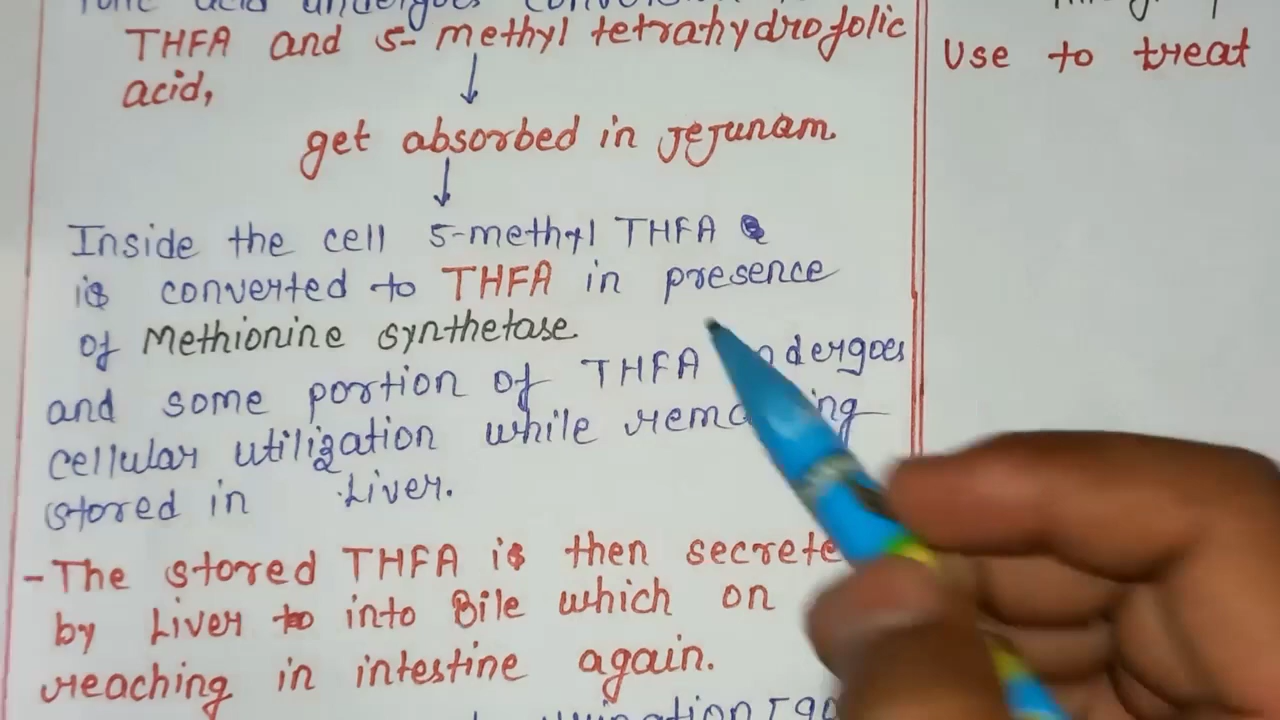 acid undergoes
THFA and 5-methyl tetrahydrofolic
acid,
get absorbed in Jejunam
Inside the cell 5-methyl THFA
is converted to THFA in presence
of Methionine synthetase
and some portion of THFA undergoes
cellular utilization while remaining
stored in Liver.
- The stored THFA is then secrete
by Liver to into Bile which on
reaching in intestine again.
Use to treat